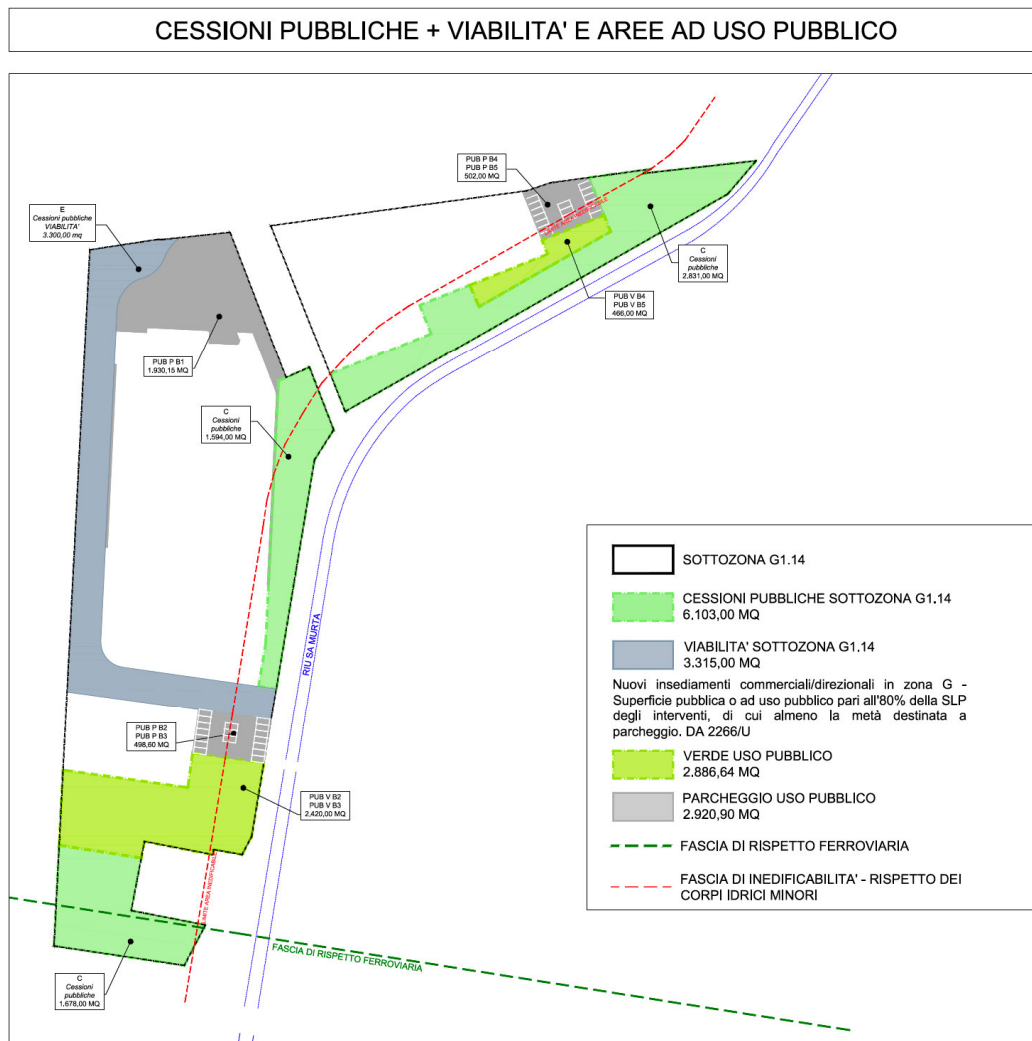 CESSIONI PUBBLICHE + VIABILITA' E AREE AD USO PUBBLICO
PUB P B4
PUB P B5
502,00 MQ
E
Cessioni pubbliche
VIABILITA'
3.300,00 mq
LIMITE AREA INEDIFICABILE
C
Cessioni
pubbliche
2.831,00 MQ
PUB V B4
PUB V B5
466,00 MQ
PUB P B1
1.930,15 MQ
C
Cessioni
pubbliche
1.594,00 MQ
RIU SA MURTA
SOTTOZONA G1.14
CESSIONI PUBBLICHE SOTTOZONA G1.14
6.103,00 MQ
VIABILITA' SOTTOZONA G1.14
3.315,00 MQ
Nuovi insediamenti commerciali/direzionali in zona G -
Superficie pubblica o ad uso pubblico pari all'80% della SLP
degli interventi, di cui almeno la metà destinata a
parcheggio. DA 2266/U
VERDE USO PUBBLICO
2.886,64 MQ
PARCHEGGIO USO PUBBLICO
2.920,90 MQ
FASCIA DI RISPETTO FERROVIARIA
FASCIA DI INEDIFICABILITA' - RISPETTO DEI
CORPI IDRICI MINORI
PUB P B2
PUB P B3
498,60 MQ
PUB V B2
PUB V B3
2,420,00 MQ
LIMITE AREA INEDIFICABILE
FASCIA DI RISPETTO FERROVIARIA
C
Cessioni
pubbliche
1.678,00 MQ